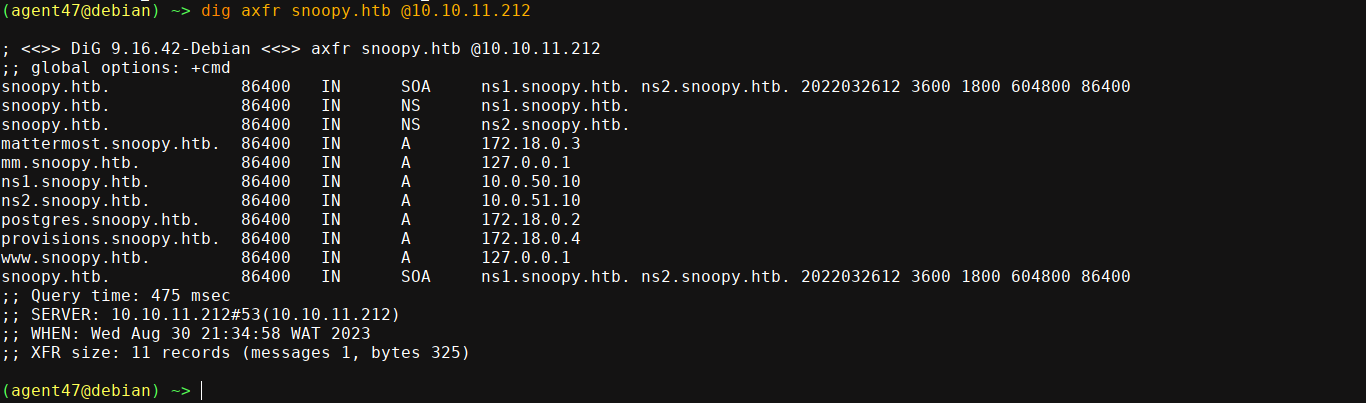 (agent47@debian) ~> dig axfr snoopy.htb @10.10.11.212
; <<>> DiG 9.16.42-Debian <<>> axfr snoopy.htb @10.10.11.212
;; global options: +cmd
snoopy.htb. 86400 IN SOA ns1.snoopy.htb. ns2.snoopy.htb. 2022032612 3600 1800 604800 86400
snoopy.htb. 86400 IN NS ns1.snoopy.htb.
snoopy.htb. 86400 IN NS ns2.snoopy.htb.
mattermost.snoopy.htb. 86400 IN A 172.18.0.3
mm.snoopy.htb. 86400 IN A 127.0.0.1
ns1.snoopy.htb. 86400 IN A 10.0.50.10
ns2.snoopy.htb. 86400 IN A 10.0.51.10
postgres.snoopy.htb. 86400 IN A 172.18.0.2
provisions.snoopy.htb. 86400 IN A 172.18.0.4
www.snoopy.htb. 86400 IN A 127.0.0.1
snoopy.htb. 86400 IN SOA ns1.snoopy.htb. ns2.snoopy.htb. 2022032612 3600 1800 604800 86400
;; Query time: 475 msec
;; SERVER: 10.10.11.212#53(10.10.11.212)
;; WHEN: Wed Aug 30 21:34:58 WAT 2023
;; XFR size: 11 records (messages 1, bytes 325)
(agent47@debian) ~>